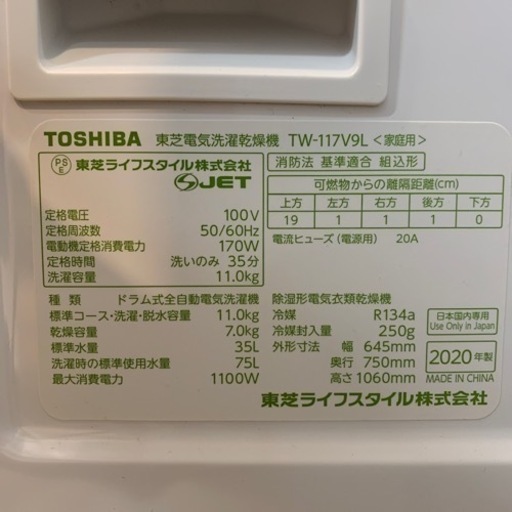 TOSHIBA 東芝電気洗濯乾燥機 TW-117V9L <家庭用>
PS E 東芝ライフスタイル株式会社
S JET
定格電圧 100V
定格周波数 50/60Hz
電動機定格消費電力 170W
定格時間 洗いのみ 35分
洗濯容量 11.0kg
消防法 基準適合 組込形
可燃物からの離隔距離(cm)
上方 左方 右方 後方 下方
19 1 1 1 0
電流ヒューズ(電源用) 20A
種類 ドラム式全自動電気洗濯機
標準コース・洗濯・脱水容量 11.0kg
乾燥容量 7.0kg
標準水量 35L
洗濯時の標準使用水量 75L
最大消費電力 1100W
除湿形電気衣類乾燥機
冷媒 R134a
冷媒封入量 250g
外形寸法 幅 645mm
奥行 750mm
高さ 1060mm
日本国内専用
Use Only in Japan
2020年製
MADE IN CHINA
東芝ライフスタイル株式会社